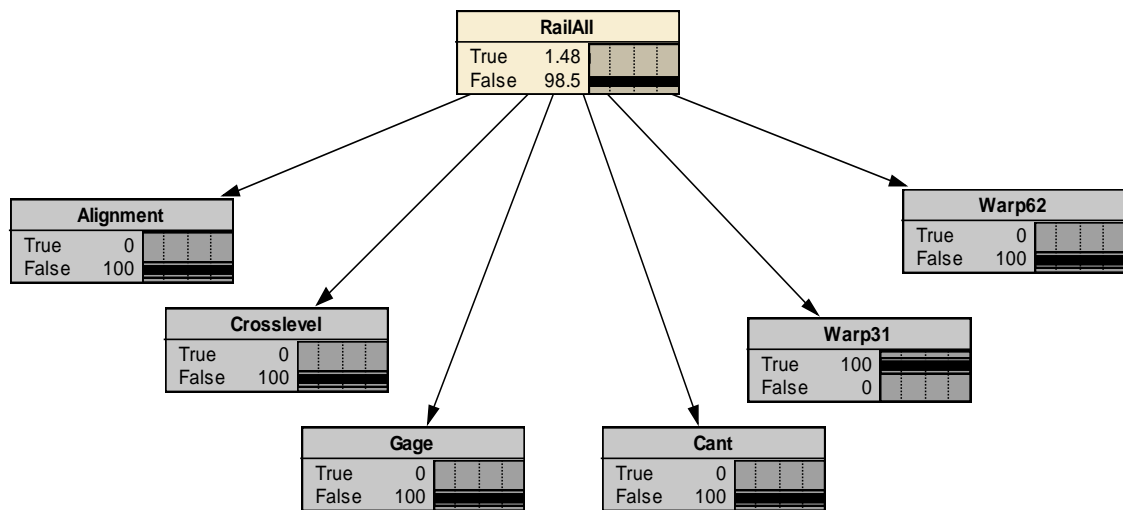 RailAll
True 1.48
False 98.5
Alignment
True 0
False 100
Warp62
True 0
False 100
Crosslevel
True 0
False 100
Warp31
True 100
False 0
Gage
True 0
False 100
Cant
True 0
False 100